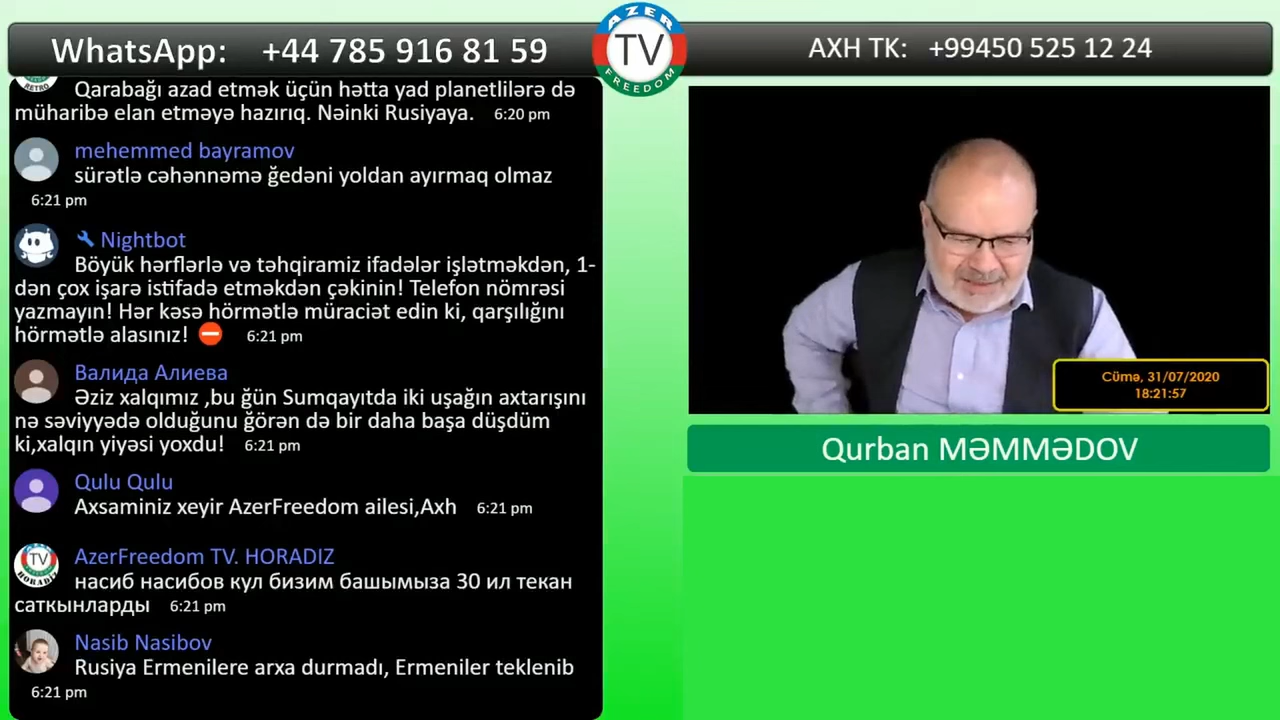 WhatsApp: +44 785 916 81 59
AZER
TV
FREEDOM
AXH TK: +99450 525 12 24
RETRO
Qarabağı azad etmək üçün hətta yad planetlilərə də
müharibə elan etməyə hazırıq. Nəinki Rusiyaya. 6:20 pm
mehemmed bayramov
sürətlə cəhənnəmə ğedəni yoldan ayırmaq olmaz
6:21 pm
Nightbot
Böyük hərflərlə və təhqiramiz ifadələr işlətməkdən, 1-
dən çox işarə istifadə etməkdən çəkinin! Telefon nömrəsi
yazmayın! Hər kəsə hörmətlə müraciət edin ki, qarşılığını
hörmətlə alasınız! ⛔ 6:21 pm
Валида Алиева
Əziz xalqımız ,bu ğün Sumqayıtda iki uşağın axtarışını
nə səviyyədə olduğunu ğörən də bir daha başa düşdüm
ki,xalqın yiyəsi yoxdu! 6:21 pm
Qulu Qulu
Axsaminiz xeyir AzerFreedom ailesi,Axh 6:21 pm
TV
HORADIZ
AzerFreedom TV. HORADIZ
насиб насибов кул бизим башымыза 30 ил текан
саткынларды 6:21 pm
Nasib Nasibov
Rusiya Ermenilere arxa durmadı, Ermeniler teklenib
6:21 pm
Cümə, 31/07/2020
18:21:57
Qurban MƏMMƏDOV